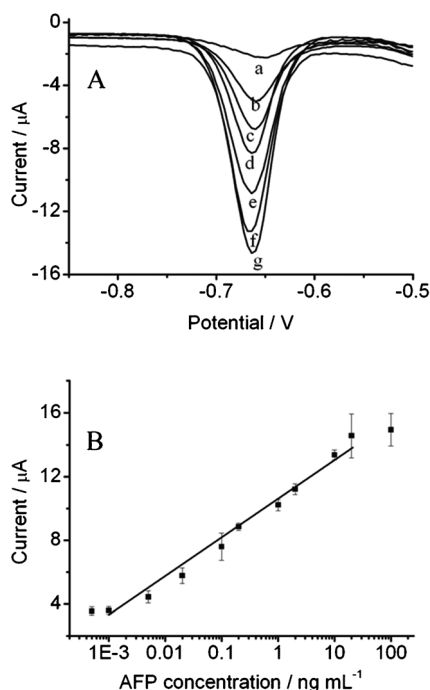 0
-4
-8
-12
-16
Current / μA
A
a
b
c
d
e
f
g
-0.8 -0.7 -0.6 -0.5
Potential / V
16
12
8
4
Current / μA
B
1E-3 0.01 0.1 1 10 100
AFP concentration / ng mL⁻¹